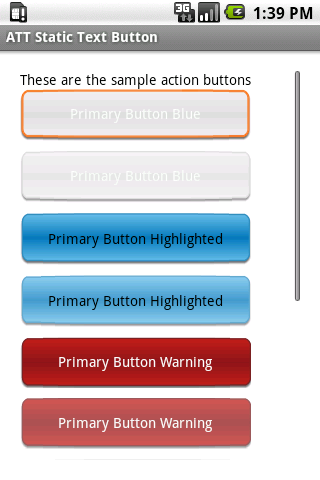 3G 1:39 PM
ATT Static Text Button
These are the sample action buttons
Primary Button Blue
Primary Button Blue
Primary Button Highlighted
Primary Button Highlighted
Primary Button Warning
Primary Button Warning